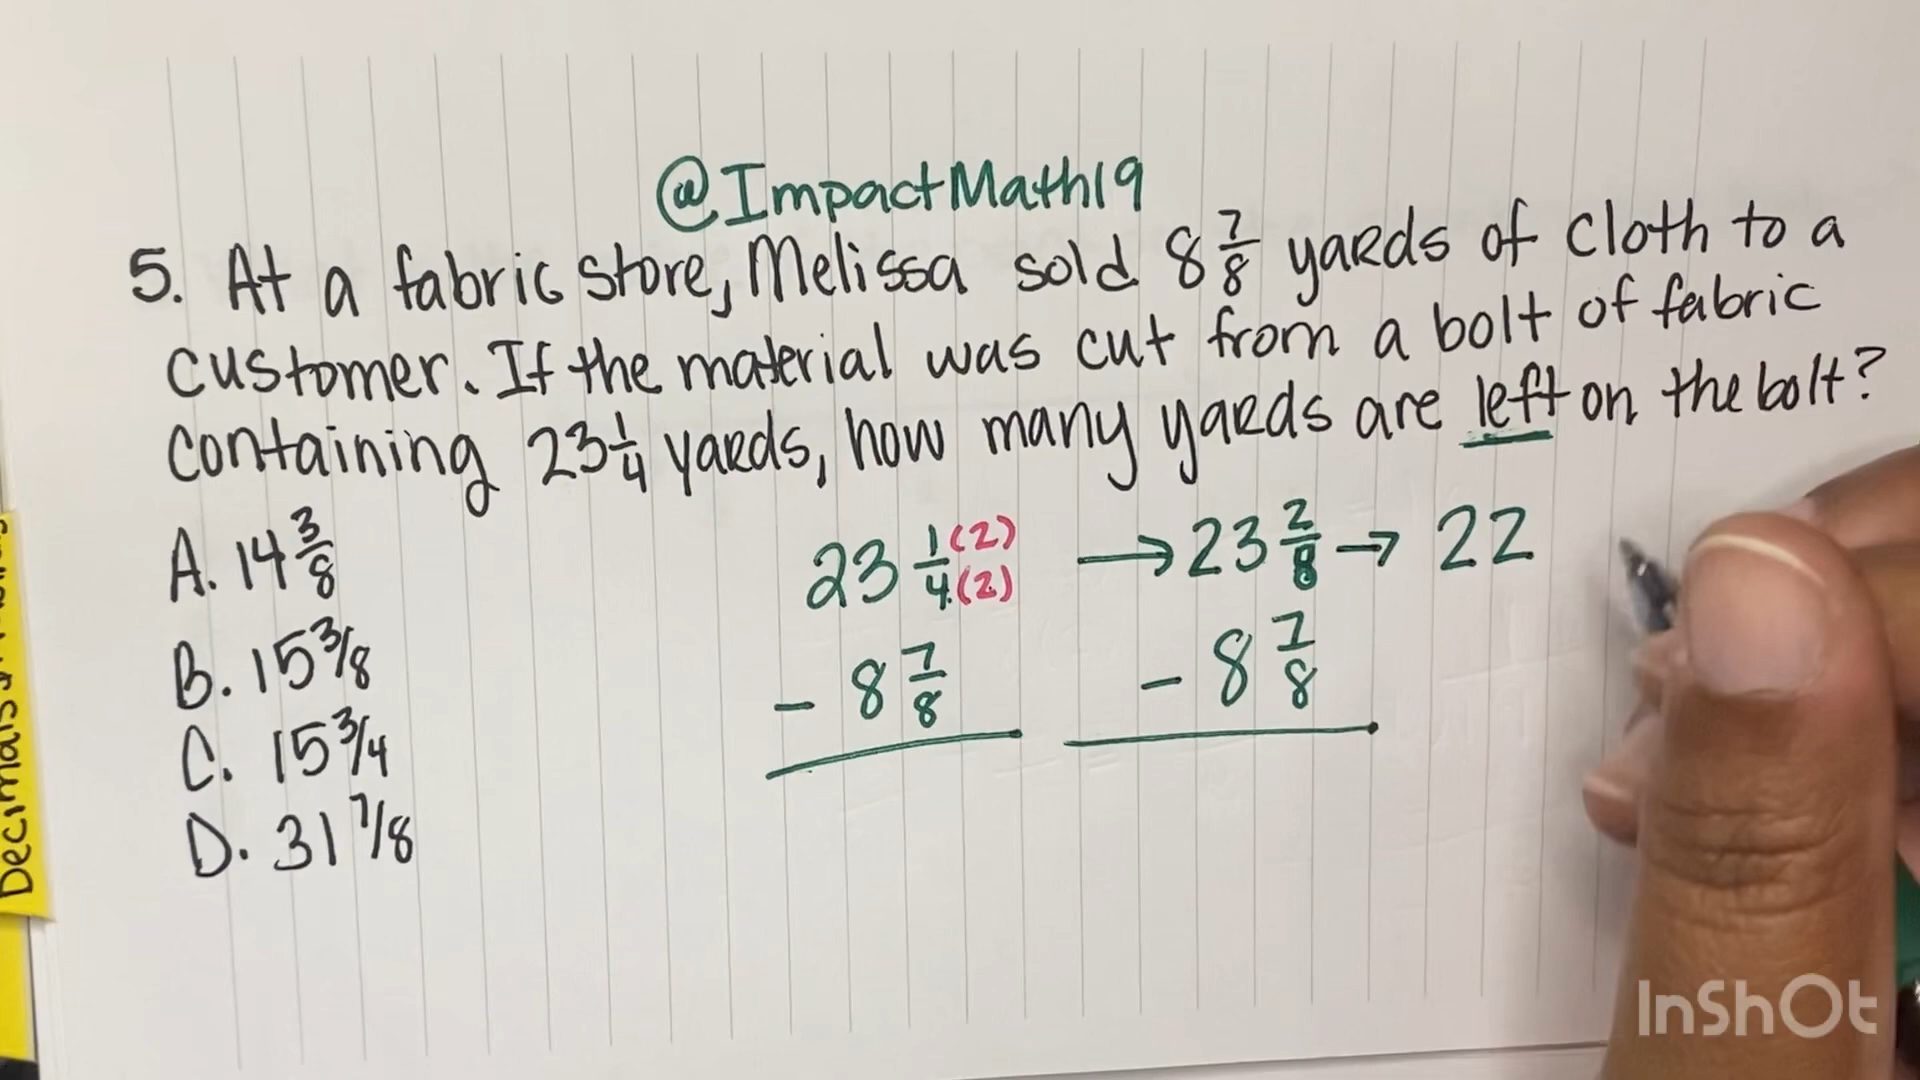 @ImpactMath19
5. At a fabric store, Melissa sold 8 7/8 yards of cloth to a
customer. If the material was cut from a bolt of fabric
containing 23 1/4 yards, how many yards are left on the bolt?
A. 14 3/8
B. 15 3/8
C. 15 3/4
D. 31 7/8
23 1(2)/4(2) → 23 2/8 → 22
- 8 7/8 - 8 7/8
Decimals
InShOt